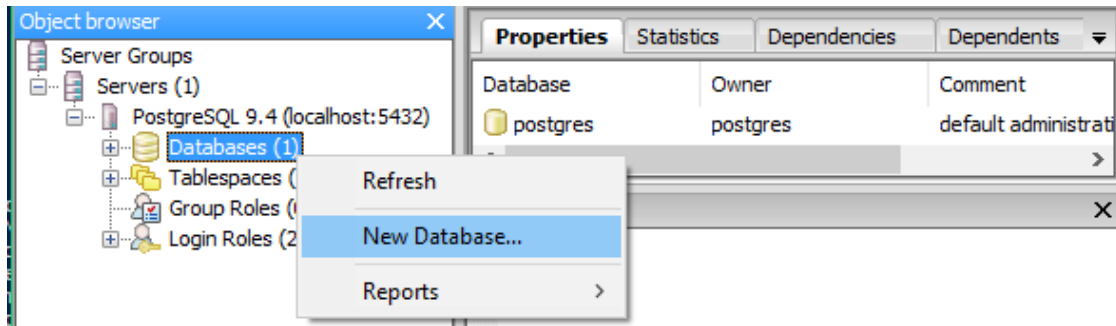 Object browser
Server Groups
Servers (1)
PostgreSQL 9.4 (localhost:5432)
Databases (1)
Tablespaces (
Group Roles (
Login Roles (2
Refresh
New Database...
Reports
Properties Statistics Dependencies Dependents
Database Owner Comment
postgres postgres default administrati